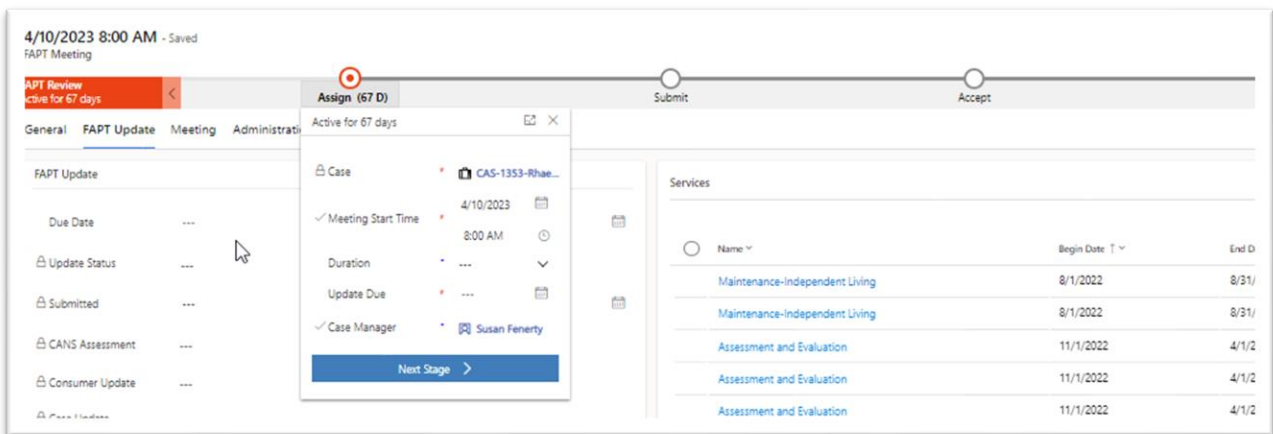 4/10/2023 8:00 AM - Saved
FAPT Meeting
APT Review
ctive for 67 days
Assign (67 D)
Submit
Accept
General FAPT Update Meeting Administrati
Active for 67 days
FAPT Update
Due Date ---
Update Status ---
Submitted ---
CANS Assessment ---
Consumer Update ---
Case Update
Case * CAS-1353-Rhae...
Meeting Start Time * 4/10/2023
8:00 AM
Duration ---
Update Due * ---
Case Manager Susan Fenerty
Next Stage >
Services
Name Begin Date ↑ End D
Maintenance-Independent Living 8/1/2022 8/31/
Maintenance-Independent Living 8/1/2022 8/31/
Assessment and Evaluation 11/1/2022 4/1/2
Assessment and Evaluation 11/1/2022 4/1/2
Assessment and Evaluation 11/1/2022 4/1/2